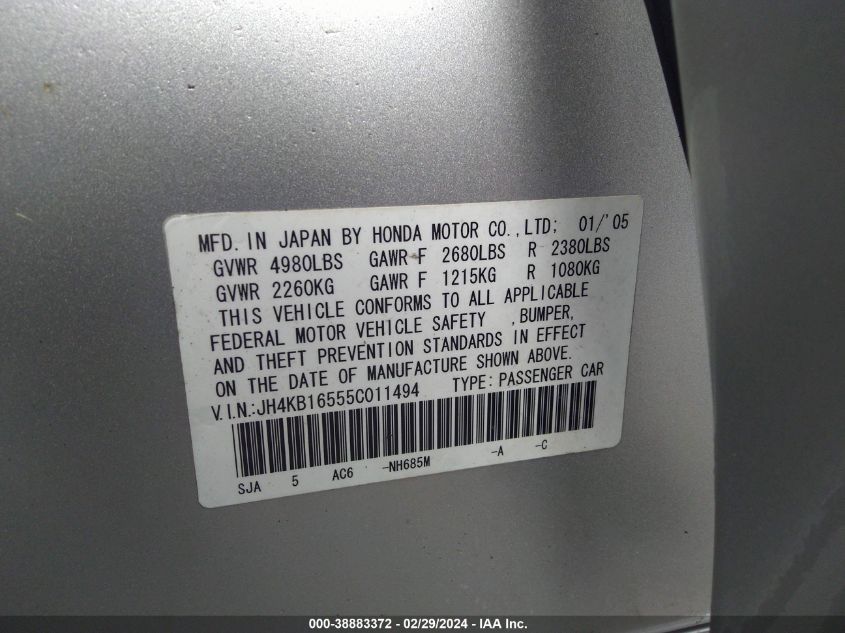 MFD. IN JAPAN BY HONDA MOTOR CO.,LTD; 01/'05
GVWR 4980LBS GAWR F 2680LBS R 2380LBS
GVWR 2260KG GAWR F 1215KG R 1080KG
THIS VEHICLE CONFORMS TO ALL APPLICABLE
FEDERAL MOTOR VEHICLE SAFETY ,BUMPER,
AND THEFT PREVENTION STANDARDS IN EFFECT
ON THE DATE OF MANUFACTURE SHOWN ABOVE.
V.I.N.:JH4KB16555C011494 TYPE: PASSENGER CAR
SJA 5 AC6 -NH685M -A -C
000-38883372 - 02/29/2024 - IAA Inc.